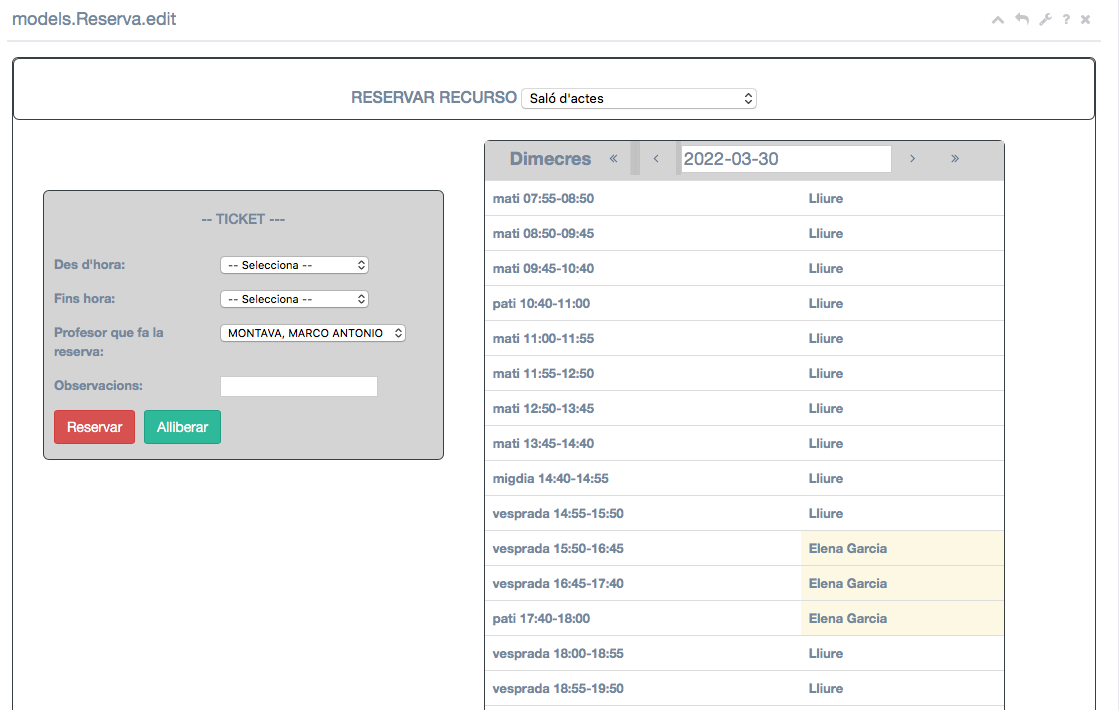 models.Reserva.edit
RESERVAR RECURSO Saló d'actes
Dimecres « ‹ 2022-03-30 › »
-- TICKET ---
Des d'hora: -- Selecciona --
Fins hora: -- Selecciona --
Profesor que fa la reserva: MONTAVA, MARCO ANTONIO
Observacions:
Reservar Alliberar
mati 07:55-08:50 Lliure
mati 08:50-09:45 Lliure
mati 09:45-10:40 Lliure
pati 10:40-11:00 Lliure
mati 11:00-11:55 Lliure
mati 11:55-12:50 Lliure
mati 12:50-13:45 Lliure
mati 13:45-14:40 Lliure
migdia 14:40-14:55 Lliure
vesprada 14:55-15:50 Lliure
vesprada 15:50-16:45 Elena Garcia
vesprada 16:45-17:40 Elena Garcia
pati 17:40-18:00 Elena Garcia
vesprada 18:00-18:55 Lliure
vesprada 18:55-19:50 Lliure